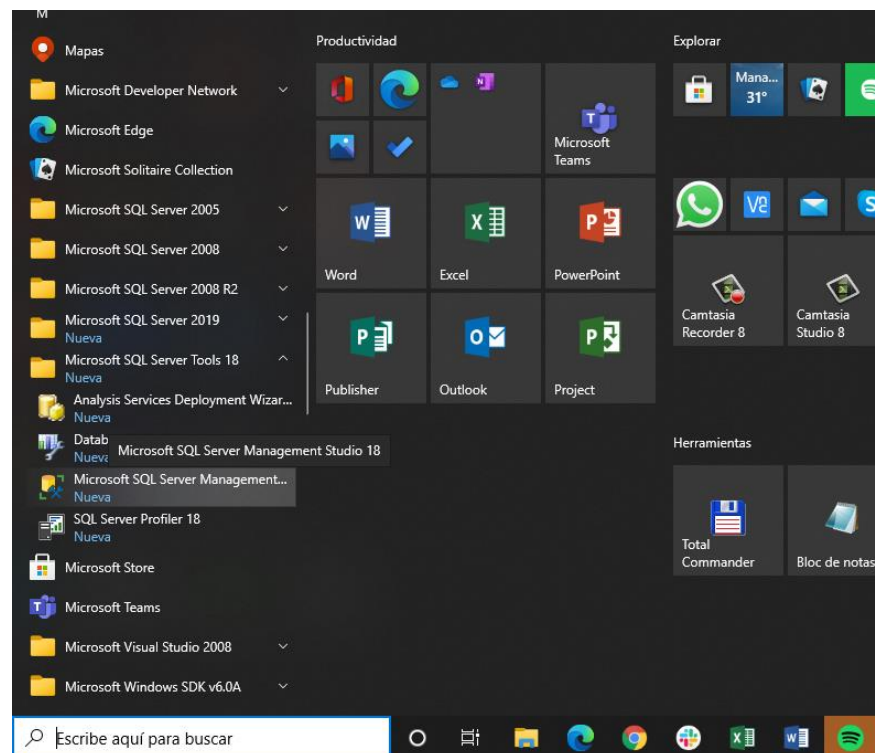 M
Mapas
Microsoft Developer Network
Microsoft Edge
Microsoft Solitaire Collection
Microsoft SQL Server 2005
Microsoft SQL Server 2008
Microsoft SQL Server 2008 R2
Microsoft SQL Server 2019
Nueva
Microsoft SQL Server Tools 18
Nueva
Analysis Services Deployment Wizar...
Nueva
Datab
Nueva
Microsoft SQL Server Management Studio 18
Microsoft SQL Server Management...
Nueva
SQL Server Profiler 18
Nueva
Microsoft Store
Microsoft Teams
Microsoft Visual Studio 2008
Microsoft Windows SDK v6.0A
Productividad
Microsoft
Teams
Word
Excel
PowerPoint
Publisher
Outlook
Project
Explorar
Mana...
31°
Camtasia
Recorder 8
Camtasia
Studio 8
Herramientas
Total
Commander
Bloc de notas
Escribe aquí para buscar